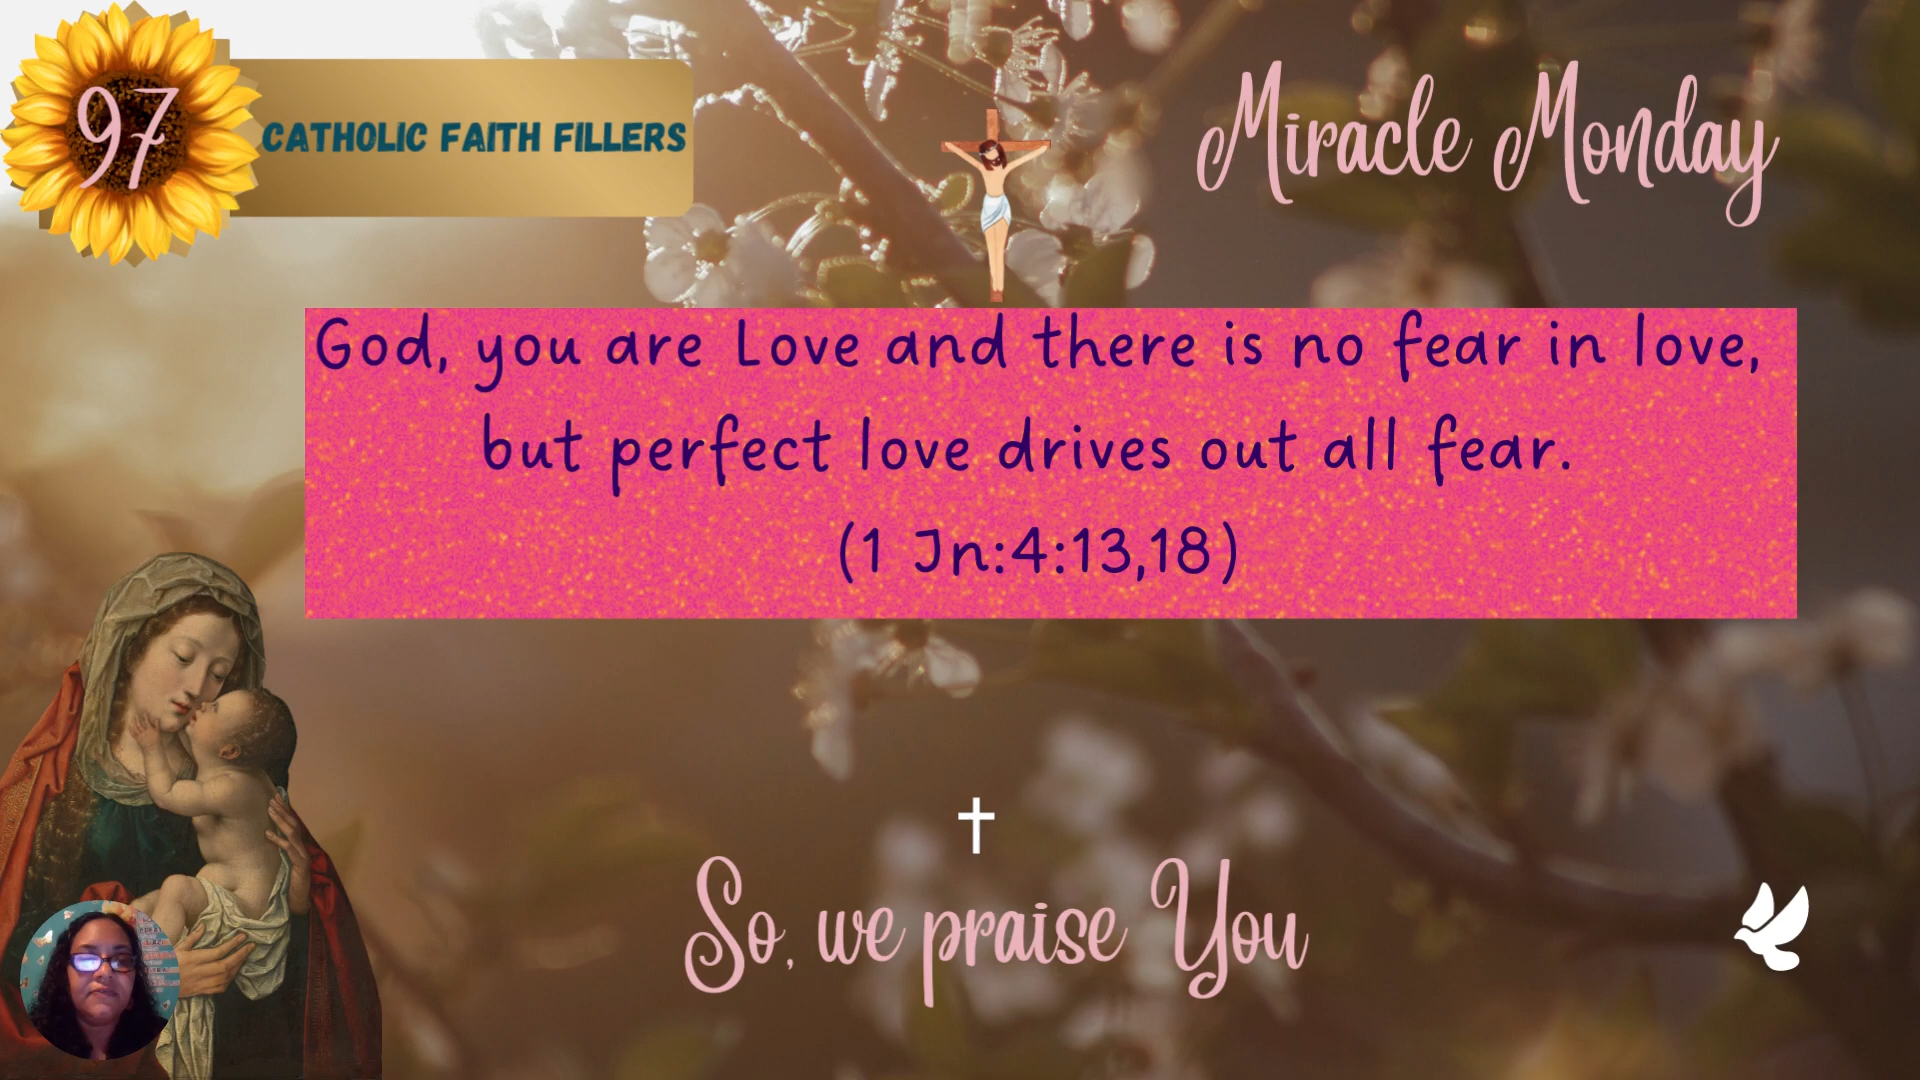 97
CATHOLIC FAITH FILLERS
Miracle Monday
God, you are Love and there is no fear in love,
but perfect love drives out all fear.
(1 Jn:4:13,18)
So, we praise You